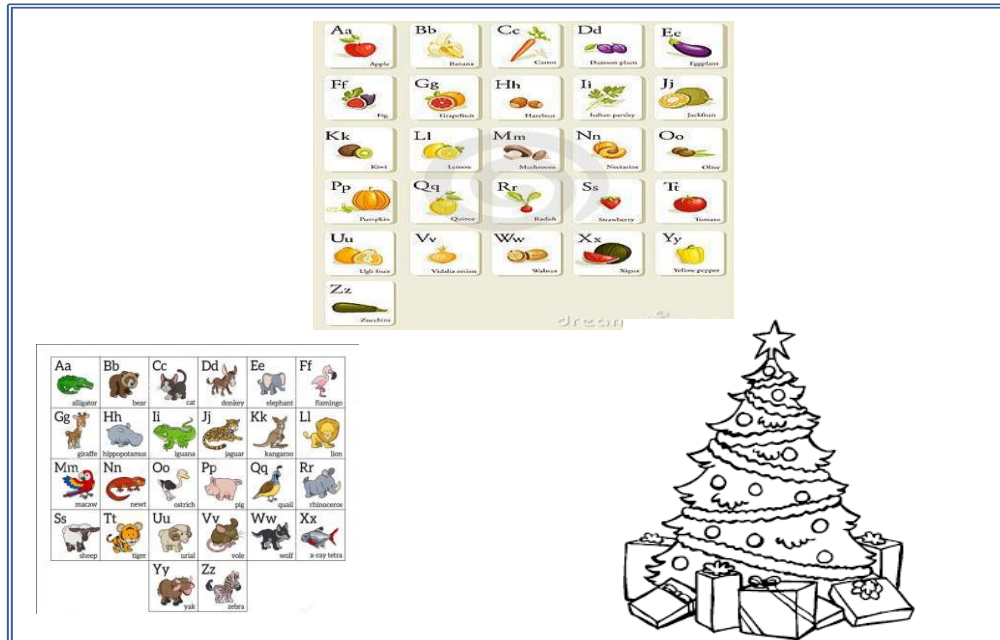 Aa Bb Cc Dd Ee
Apple Banana Carrot Damson plum Eggplant
Ff Gg Hh Ii Jj
Fig Grapefruit Hazelnut Italian parsley Jackfruit
Kk Ll Mm Nn Oo
Kiwi Lemon Mushroom Nectarine Olive
Pp Qq Rr Ss Tt
Pumpkin Quince Radish Strawberry Tomato
Uu Vv Ww Xx Yy
Ugli fruit Vidalia onion Walnut Xigua Yellow pepper
Zz
Zucchini
Aa Bb Cc Dd Ee Ff
alligator bear cat donkey elephant flamingo
Gg Hh Ii Jj Kk Ll
giraffe hippopotamus iguana jaguar kangaroo lion
Mm Nn Oo Pp Qq Rr
macaw newt ostrich pig quail rhinoceros
Ss Tt Uu Vv Ww Xx
sheep tiger urial vole wolf x-ray tetra
Yy Zz
yak zebra